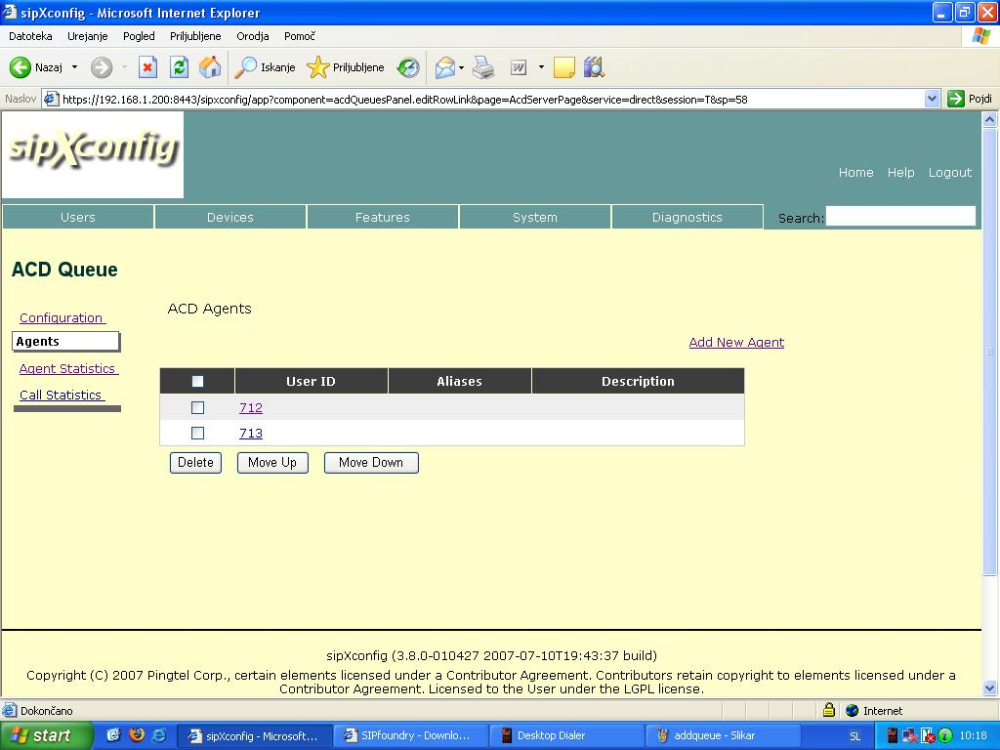 sipXconfig - Microsoft Internet Explorer
Datoteka Urejanje Pogled Priljubljene Orodja Pomoč
Nazaj Iskanje Priljubljene
Naslov https://192.168.1.200:8443/sipxconfig/app?component=acdQueuesPanel.editRowLink&page=AcdServerPage&service=direct&session=T&sp=58 Pojdi
sipXconfig
Home Help Logout
Users Devices Features System Diagnostics Search:
ACD Queue
Configuration
Agents
Agent Statistics
Call Statistics
ACD Agents
Add New Agent
User ID Aliases Description
712
713
Delete Move Up Move Down
sipXconfig (3.8.0-010427 2007-07-10T19:43:37 build)
Copyright (C) 2007 Pingtel Corp., certain elements licensed under a Contributor Agreement. Contributors retain copyright to elements licensed under a
Contributor Agreement. Licensed to the User under the LGPL license.
Dokončano Internet
start sipXconfig - Microsoft... SIPfoundry - Downlo... Desktop Dialer addqueue - Slikar SL 10:18